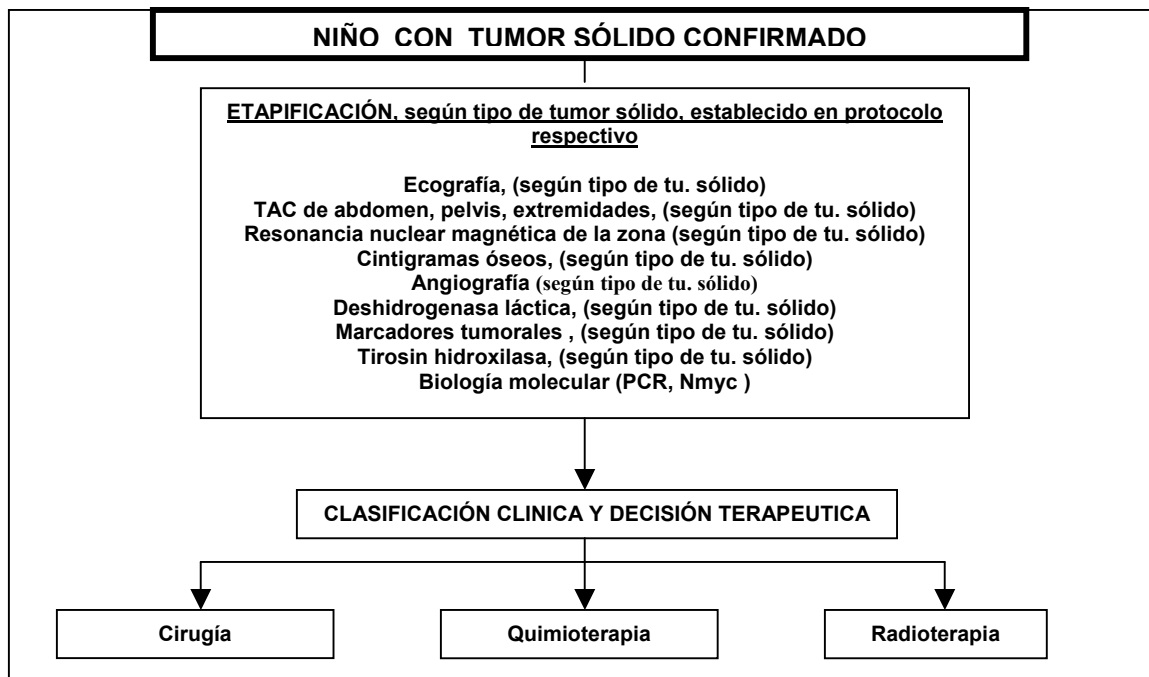 NIÑO CON TUMOR SÓLIDO CONFIRMADO
ETAPIFICACIÓN, según tipo de tumor sólido, establecido en protocolo
respectivo
Ecografía, (según tipo de tu. sólido)
TAC de abdomen, pelvis, extremidades, (según tipo de tu. sólido)
Resonancia nuclear magnética de la zona (según tipo de tu. sólido)
Cintigramas óseos, (según tipo de tu. sólido)
Angiografía (según tipo de tu. sólido)
Deshidrogenasa láctica, (según tipo de tu. sólido)
Marcadores tumorales , (según tipo de tu. sólido)
Tirosin hidroxilasa, (según tipo de tu. sólido)
Biología molecular (PCR, Nmyc )
CLASIFICACIÓN CLINICA Y DECISIÓN TERAPEUTICA
Cirugía
Quimioterapia
Radioterapia